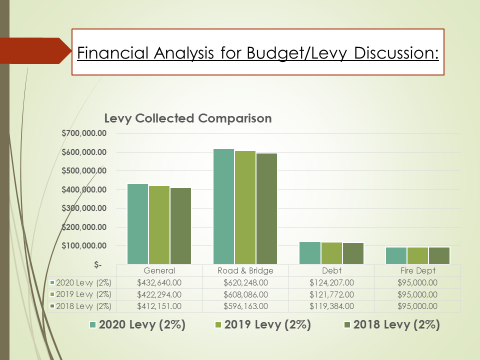 Financial Analysis for Budget/Levy Discussion:
Levy Collected Comparison
$700,000.00
$600,000.00
$500,000.00
$400,000.00
$300,000.00
$200,000.00
$100,000.00
$-
General Road & Bridge Debt Fire Dept
2020 Levy (2%) $432,640.00 $620,248.00 $124,207.00 $95,000.00
2019 Levy (2%) $422,294.00 $608,086.00 $121,772.00 $95,000.00
2018 Levy (2%) $412,151.00 $596,163.00 $119,384.00 $95,000.00
2020 Levy (2%) 2019 Levy (2%) 2018 Levy (2%)